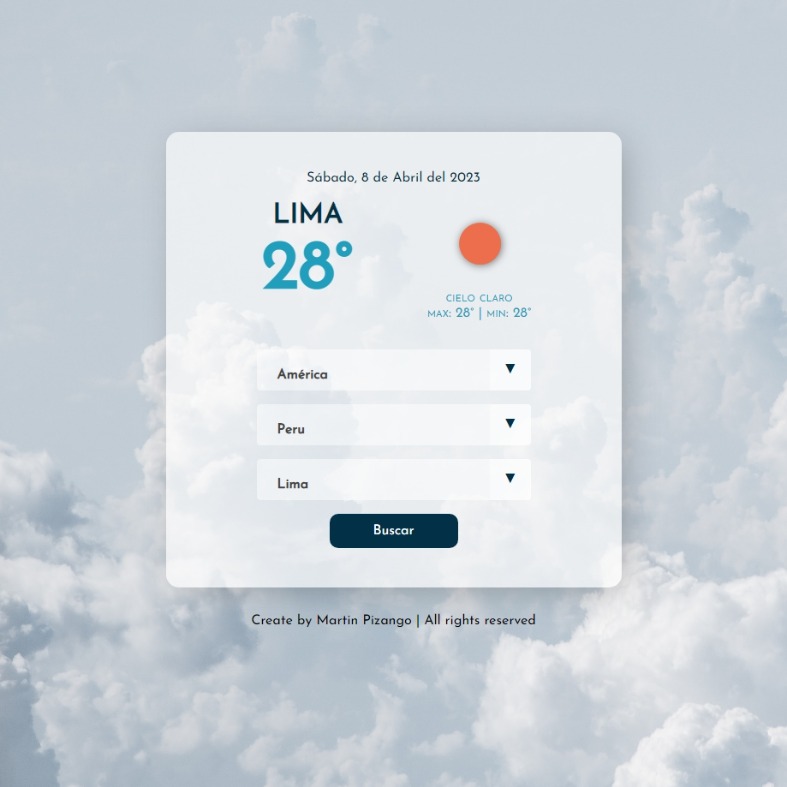 Sábado, 8 de Abril del 2023
LIMA
28°
CIELO CLARO
MAX: 28° | MIN: 28°
América
Peru
Lima
Buscar
Create by Martin Pizango | All rights reserved